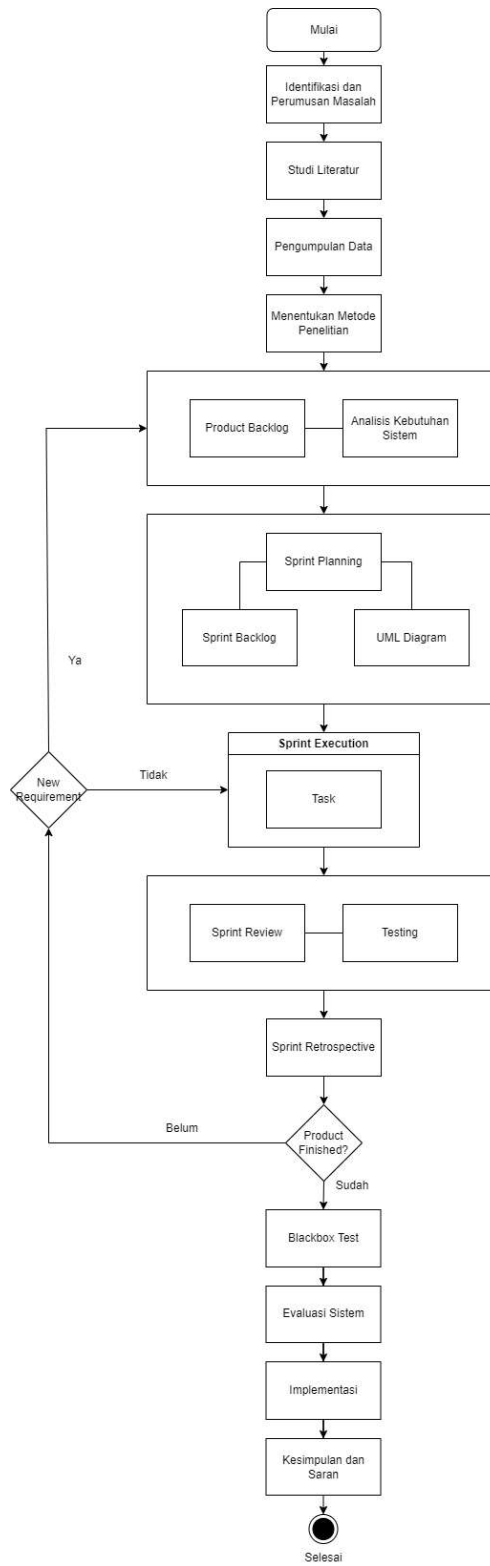 Mulai
Identifikasi dan
Perumusan Masalah
Studi Literatur
Pengumpulan Data
Menentukan Metode
Penelitian
Product Backlog
Analisis Kebutuhan
Sistem
Sprint Planning
Sprint Backlog
UML Diagram
Ya
Sprint Execution
New
Requirement
Tidak
Task
Sprint Review
Testing
Sprint Retrospective
Belum
Product
Finished?
Sudah
Blackbox Test
Evaluasi Sistem
Implementasi
Kesimpulan dan
Saran
Selesai